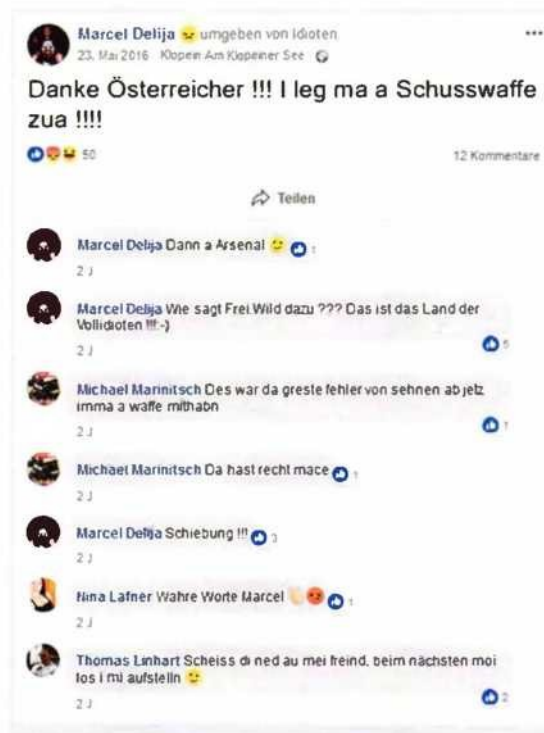 Marcel Delija umgeben von Idioten
23. Mai 2016 Klopein Am Klopeiner See
Danke Österreicher !!! I leg ma a Schusswaffe
zua !!!!
50
12 Kommentare
Teilen
Marcel Delija Dann a Arsenal 😉 1
2 J
Marcel Delija Wie sagt Frei.Wild dazu ??? Das ist das Land der
Vollidioten !!!:-)
5
2 J
Michael Marinitsch Des war da greste fehler von sehnen ab jetz
imma a waffe mithabn
1
2 J
Michael Marinitsch Da hast recht mace 1
2 J
Marcel Delija Schiebung !!! 3
2 J
Nina Lafner Wahre Worte Marcel 👏🏻😡 1
2 J
Thomas Linhart Scheiss di ned au mei freind, beim nächsten moi
los i mi aufstelln 😉
2
2 J